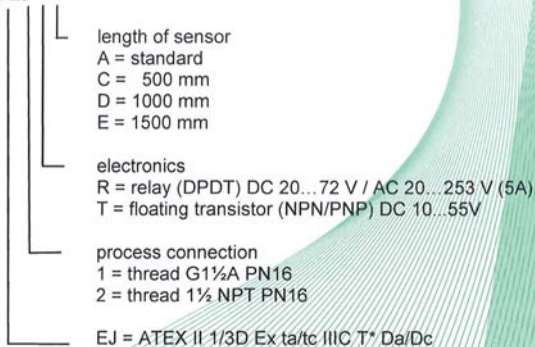 length of sensor
A = standard
C = 500 mm
D = 1000 mm
E = 1500 mm
electronics
R = relay (DPDT) DC 20...72 V / AC 20...253 V (5A)
T = floating transistor (NPN/PNP) DC 10...55V
process connection
1 = thread G1½A PN16
2 = thread 1½ NPT PN16
EJ = ATEX II 1/3D Ex ta/tc IIIC T* Da/Dc